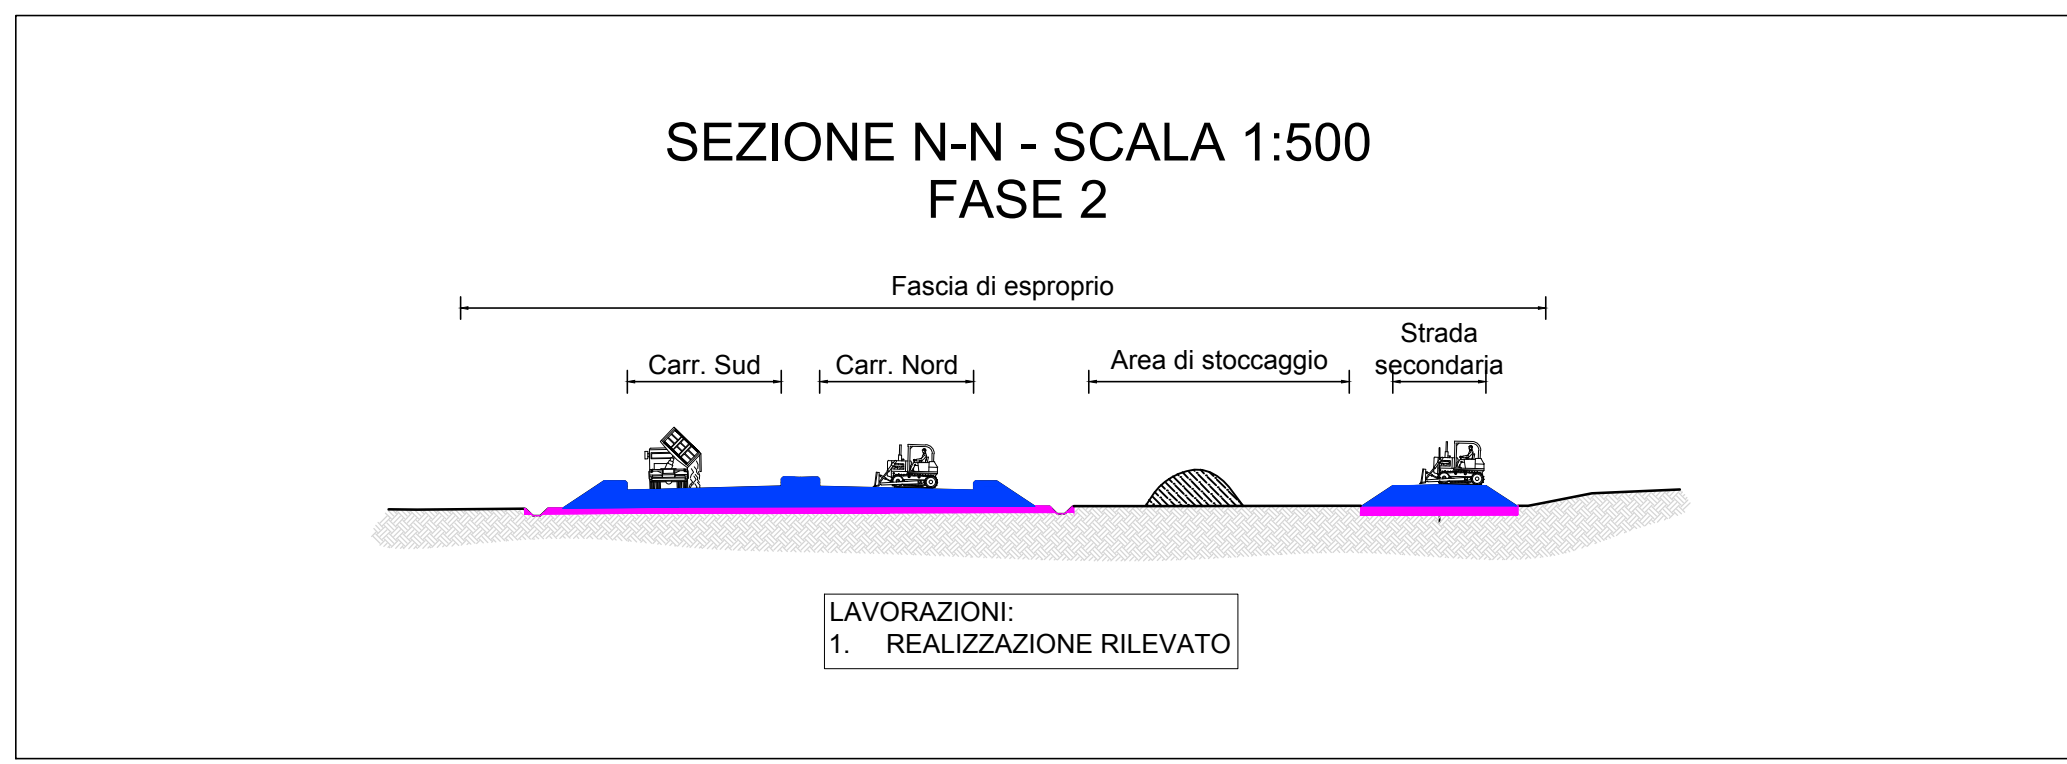 SEZIONE N-N - SCALA 1:500
FASE 2
Fascia di esproprio
Carr. Sud
Carr. Nord
Area di stoccaggio
Strada
secondaria
LAVORAZIONI:
1. REALIZZAZIONE RILEVATO